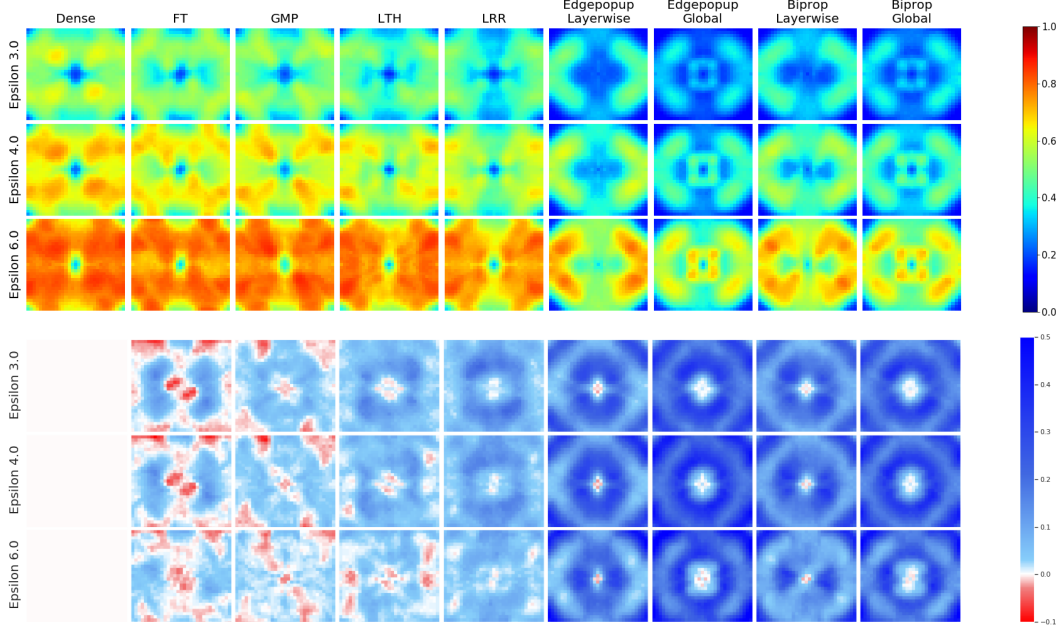 Dense FT GMP LTH LRR Edgepopup Layerwise Edgepopup Global Biprop Layerwise Biprop Global
Epsilon 3.0
Epsilon 4.0
Epsilon 6.0
1.0
0.8
0.6
0.4
0.2
0.0
Epsilon 3.0
Epsilon 4.0
Epsilon 6.0
0.5
0.4
0.3
0.2
0.1
0.0
−0.1